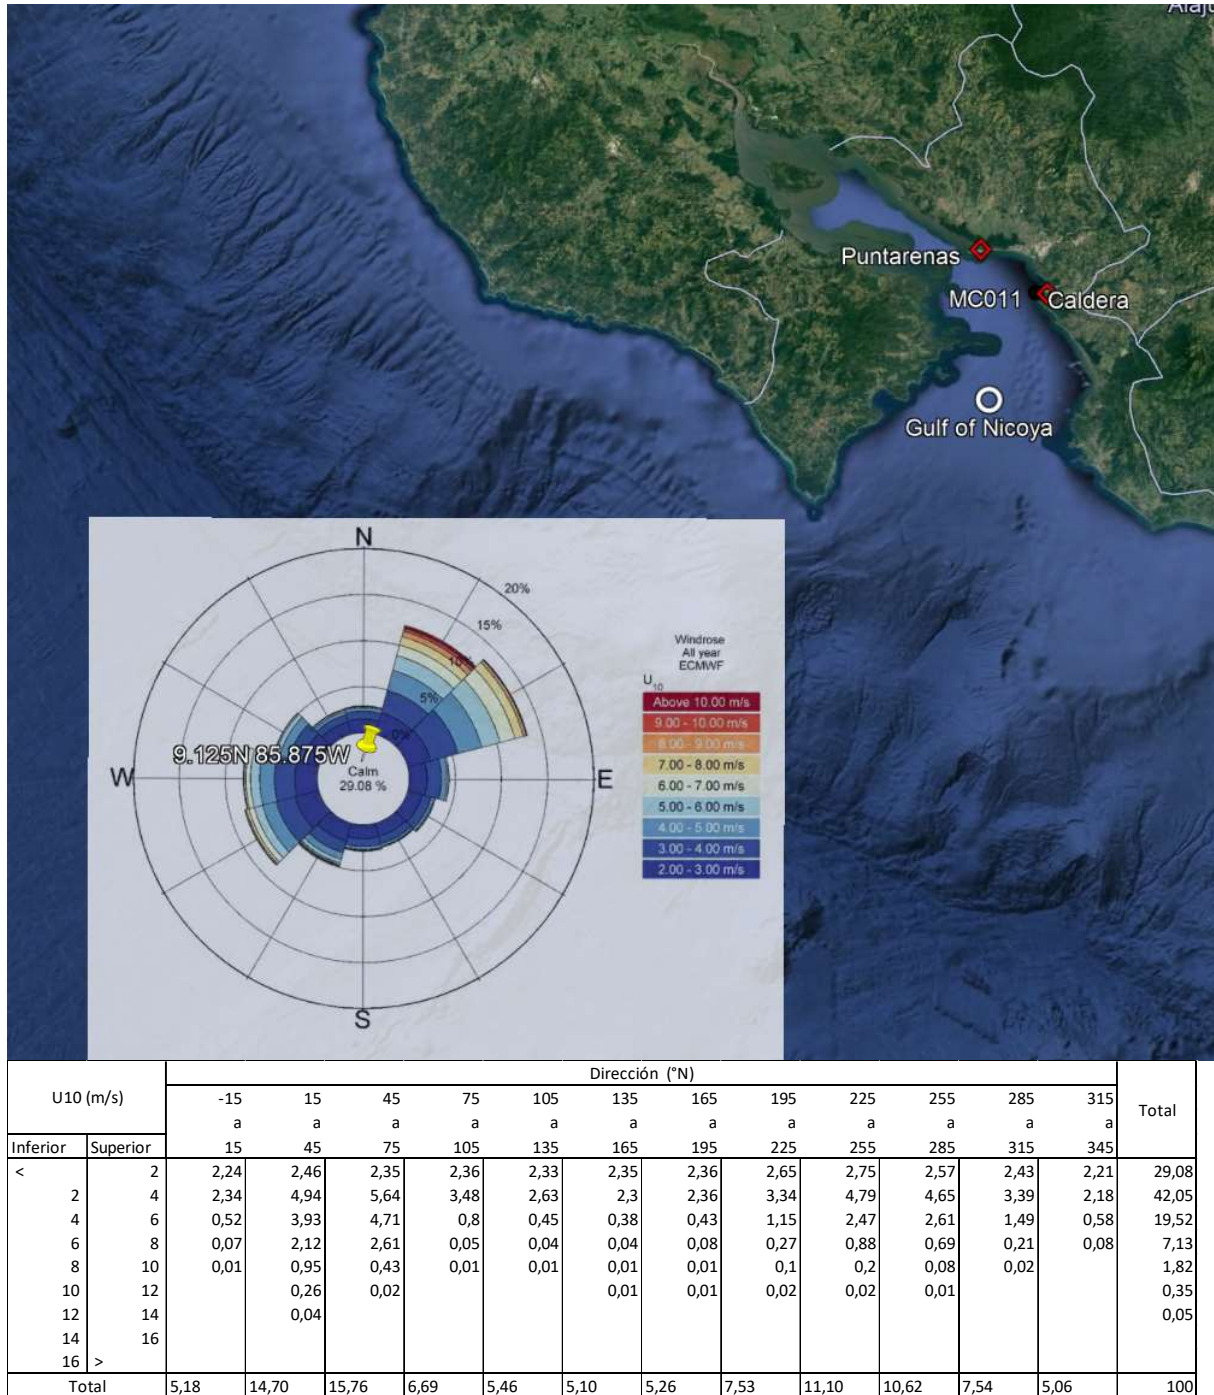 Puntarenas
MC011 Caldera
Gulf of Nicoya
N
20%
15%
10%
5%
0%
9.125N 85.875W
W
Calm
29.08 %
E
S
Windrose
All year
ECMWF
U10
Above 10.00 m/s
9.00 - 10.00 m/s
8.00 - 9.00 m/s
7.00 - 8.00 m/s
6.00 - 7.00 m/s
5.00 - 6.00 m/s
4.00 - 5.00 m/s
3.00 - 4.00 m/s
2.00 - 3.00 m/s
U10 (m/s) Dirección (°N) Total
-15 15 45 75 105 135 165 195 225 255 285 315
a a a a a a a a a a a a
Inferior Superior 15 45 75 105 135 165 195 225 255 285 315 345
< 2 2,24 2,46 2,35 2,36 2,33 2,35 2,36 2,65 2,75 2,57 2,43 2,21 29,08
2 4 2,34 4,94 5,64 3,48 2,63 2,3 2,36 3,34 4,79 4,65 3,39 2,18 42,05
4 6 0,52 3,93 4,71 0,8 0,45 0,38 0,43 1,15 2,47 2,61 1,49 0,58 19,52
6 8 0,07 2,12 2,61 0,05 0,04 0,04 0,08 0,27 0,88 0,69 0,21 0,08 7,13
8 10 0,01 0,95 0,43 0,01 0,01 0,01 0,01 0,1 0,2 0,08 0,02 1,82
10 12 0,26 0,02 0,01 0,01 0,02 0,02 0,01 0,35
12 14 0,04 0,05
14 16
16 >
Total 5,18 14,70 15,76 6,69 5,46 5,10 5,26 7,53 11,10 10,62 7,54 5,06 100